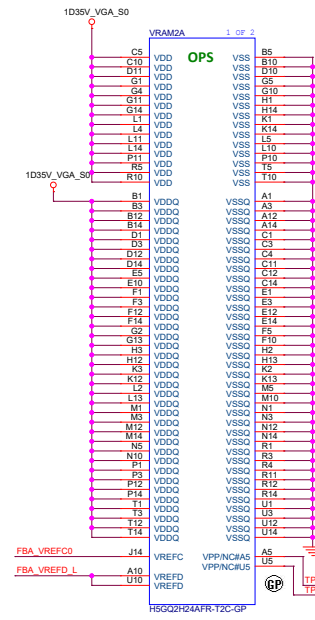 1D35V_VGA_S0
VRAM2A 1 OF 2
OPS
C5 VDD VSS B5
C10 VDD VSS B10
D11 VDD VSS D10
G1 VDD VSS G5
G4 VDD VSS G10
G11 VDD VSS H1
G14 VDD VSS H14
L1 VDD VSS K1
L4 VDD VSS K14
L11 VDD VSS L5
L14 VDD VSS L10
P11 VDD VSS P10
R5 VDD VSS T5
R10 VDD VSS T10
1D35V_VGA_S0
B1 VDDQ VSSQ A1
B3 VDDQ VSSQ A3
B12 VDDQ VSSQ A12
B14 VDDQ VSSQ A14
D1 VDDQ VSSQ C1
D3 VDDQ VSSQ C3
D12 VDDQ VSSQ C4
D14 VDDQ VSSQ C11
E5 VDDQ VSSQ C12
E10 VDDQ VSSQ C14
F1 VDDQ VSSQ E1
F3 VDDQ VSSQ E3
F12 VDDQ VSSQ E12
F14 VDDQ VSSQ E14
G2 VDDQ VSSQ F5
G13 VDDQ VSSQ F10
H3 VDDQ VSSQ H2
H12 VDDQ VSSQ H13
K3 VDDQ VSSQ K2
K12 VDDQ VSSQ K13
L2 VDDQ VSSQ M5
L13 VDDQ VSSQ M10
M1 VDDQ VSSQ N1
M3 VDDQ VSSQ N3
M12 VDDQ VSSQ N12
M14 VDDQ VSSQ N14
N5 VDDQ VSSQ R1
N10 VDDQ VSSQ R3
P1 VDDQ VSSQ R4
P3 VDDQ VSSQ R11
P12 VDDQ VSSQ R12
P14 VDDQ VSSQ R14
T1 VDDQ VSSQ U1
T3 VDDQ VSSQ U3
T12 VDDQ VSSQ U12
T14 VDDQ VSSQ U14
FBA_VREFC0 J14 VREFC VPP/NC#A5 A5
VPP/NC#U5 U5
FBA_VREFD_L A10 VREFD TP
U10 VREFD GP TP
H5GQ2H24AFR-T2C-GP